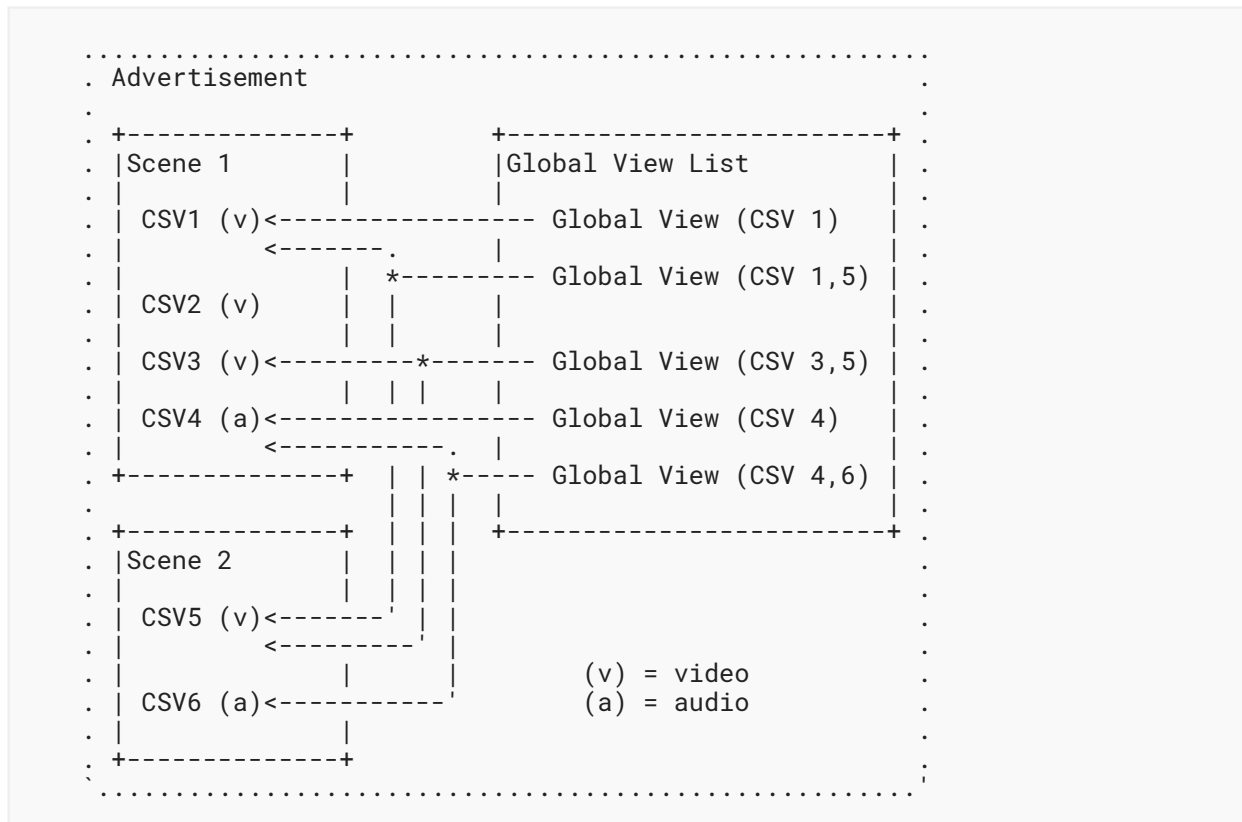 Advertisement
Scene 1 Global View List
CSV1 (v)<----------------- Global View (CSV 1)
<-------.
*--------- Global View (CSV 1,5)
CSV2 (v)
CSV3 (v)<---------*------- Global View (CSV 3,5)
CSV4 (a)<----------------- Global View (CSV 4)
<-----------.
*----- Global View (CSV 4,6)
Scene 2
CSV5 (v)<-------'
<---------'
(v) = video
CSV6 (a)<-----------' (a) = audio